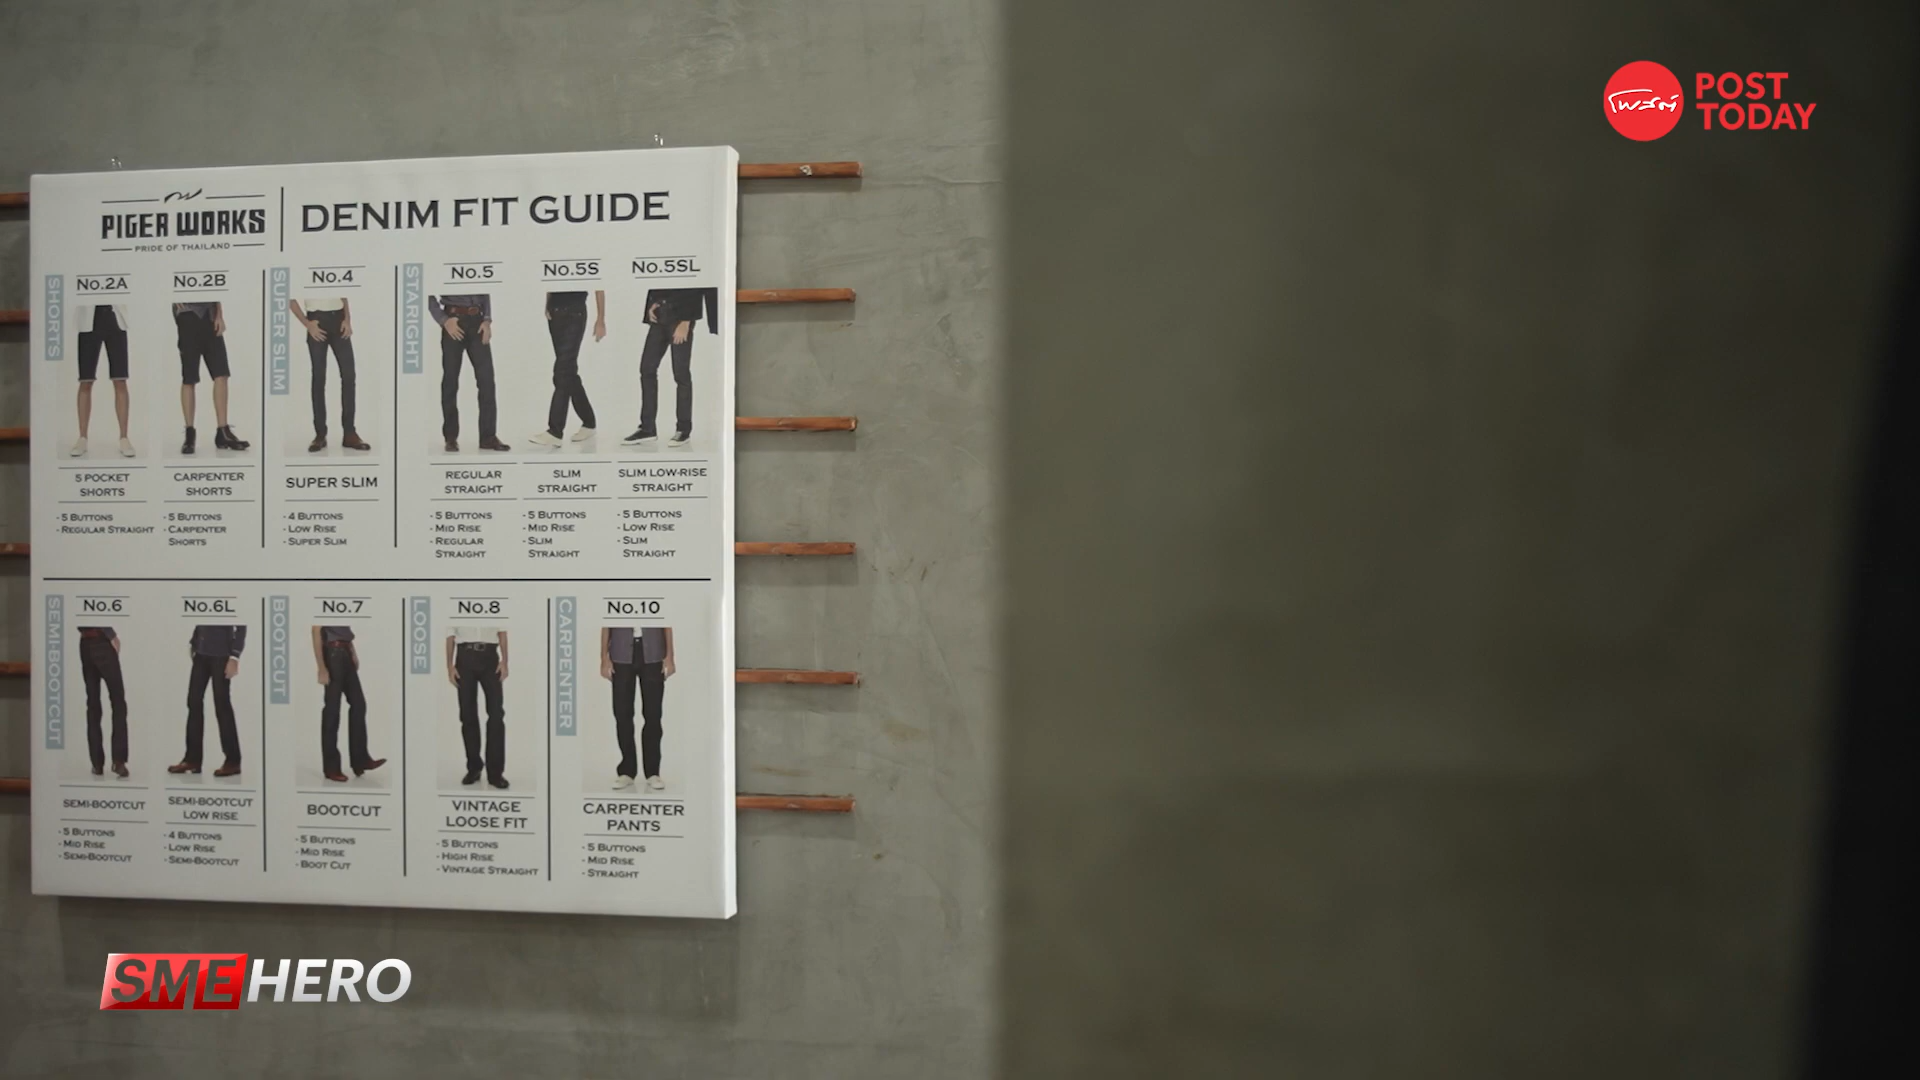 โพสต์
POST
TODAY
PIGER WORKS
PRIDE OF THAILAND
DENIM FIT GUIDE
SHORTS
No.2A
5 POCKET
SHORTS
- 5 BUTTONS
- REGULAR STRAIGHT
No.2B
CARPENTER
SHORTS
- 5 BUTTONS
- CARPENTER
SHORTS
SUPER SLIM
No.4
SUPER SLIM
- 4 BUTTONS
- LOW RISE
- SUPER SLIM
STARIGHT
No.5
REGULAR
STRAIGHT
- 5 BUTTONS
- MID RISE
- REGULAR
STRAIGHT
No.5S
SLIM
STRAIGHT
- 5 BUTTONS
- MID RISE
- SLIM
STRAIGHT
No.5SL
SLIM LOW-RISE
STRAIGHT
- 5 BUTTONS
- LOW RISE
- SLIM
STRAIGHT
SEMI-BOOTCUT
No.6
SEMI-BOOTCUT
- 5 BUTTONS
- MID RISE
- SEMI-BOOTCUT
No.6L
SEMI-BOOTCUT
LOW RISE
- 4 BUTTONS
- LOW RISE
- SEMI-BOOTCUT
BOOTCUT
No.7
BOOTCUT
- 5 BUTTONS
- MID RISE
- BOOT CUT
LOOSE
No.8
VINTAGE
LOOSE FIT
- 5 BUTTONS
- HIGH RISE
- VINTAGE STRAIGHT
CARPENTER
No.10
CARPENTER
PANTS
- 5 BUTTONS
- MID RISE
- STRAIGHT
SME HERO